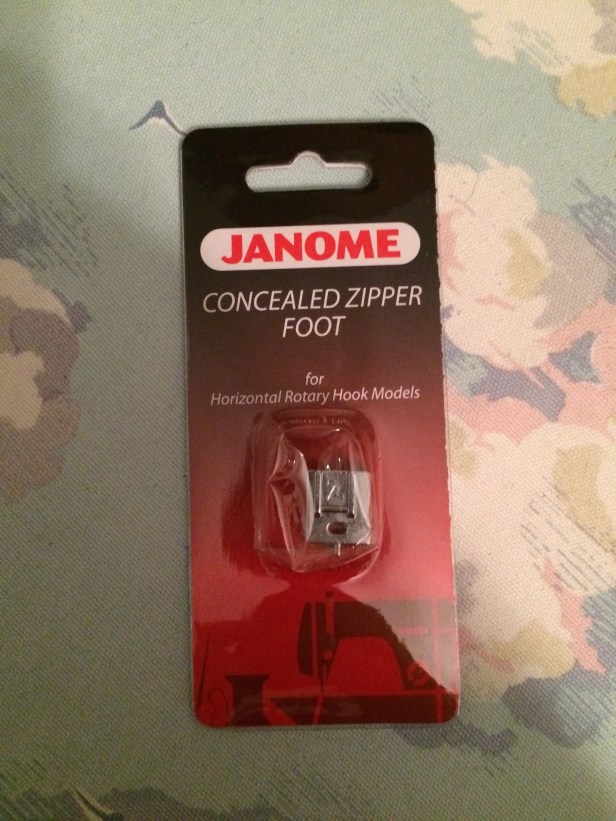 JANOME
CONCEALED ZIPPER
FOOT
for
Horizontal Rotary Hook Models
Z